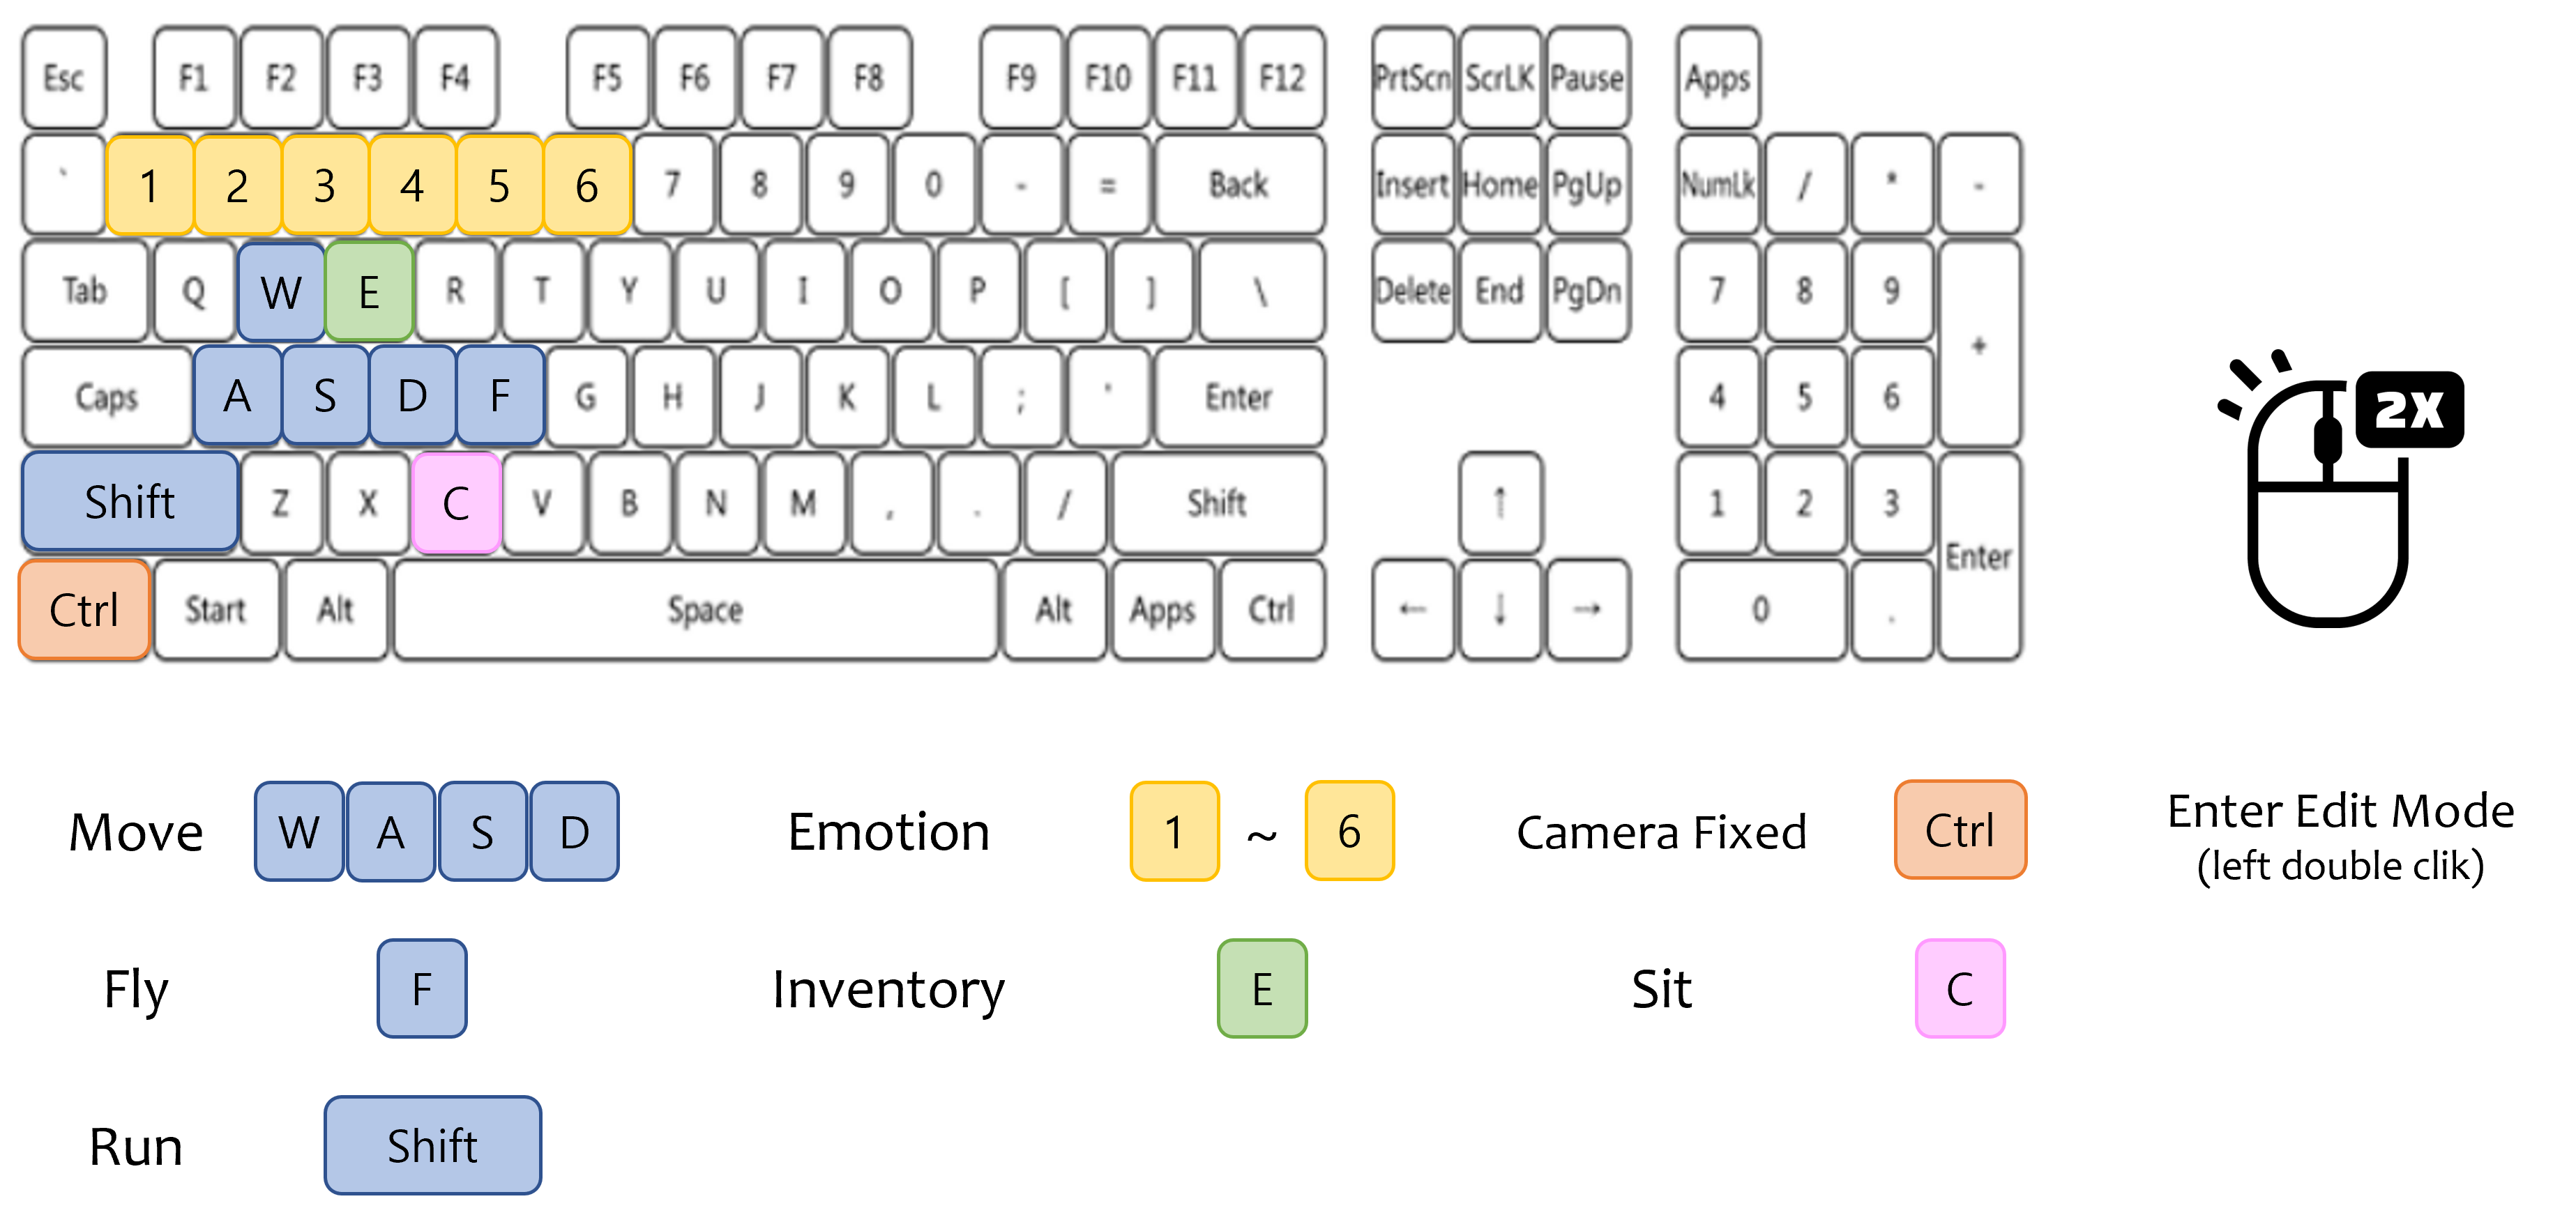 Esc F1 F2 F3 F4 F5 F6 F7 F8 F9 F10 F11 F12 PrtScn ScrLK Pause Apps
` 1 2 3 4 5 6 7 8 9 0 - = Back Insert Home PgUp NumLk / * -
Tab Q W E R T Y U I O P [ ] \ Delete End PgDn 7 8 9 +
Caps A S D F G H J K L ; ' Enter 4 5 6
2X
Shift Z X C V B N M , . / Shift ↑ 1 2 3 Enter
Ctrl Start Alt Space Alt Apps Ctrl ← ↓ → 0 .
Move W A S D Emotion 1 ~ 6 Camera Fixed Ctrl
Enter Edit Mode
(left double clik)
Fly F Inventory E Sit C
Run Shift